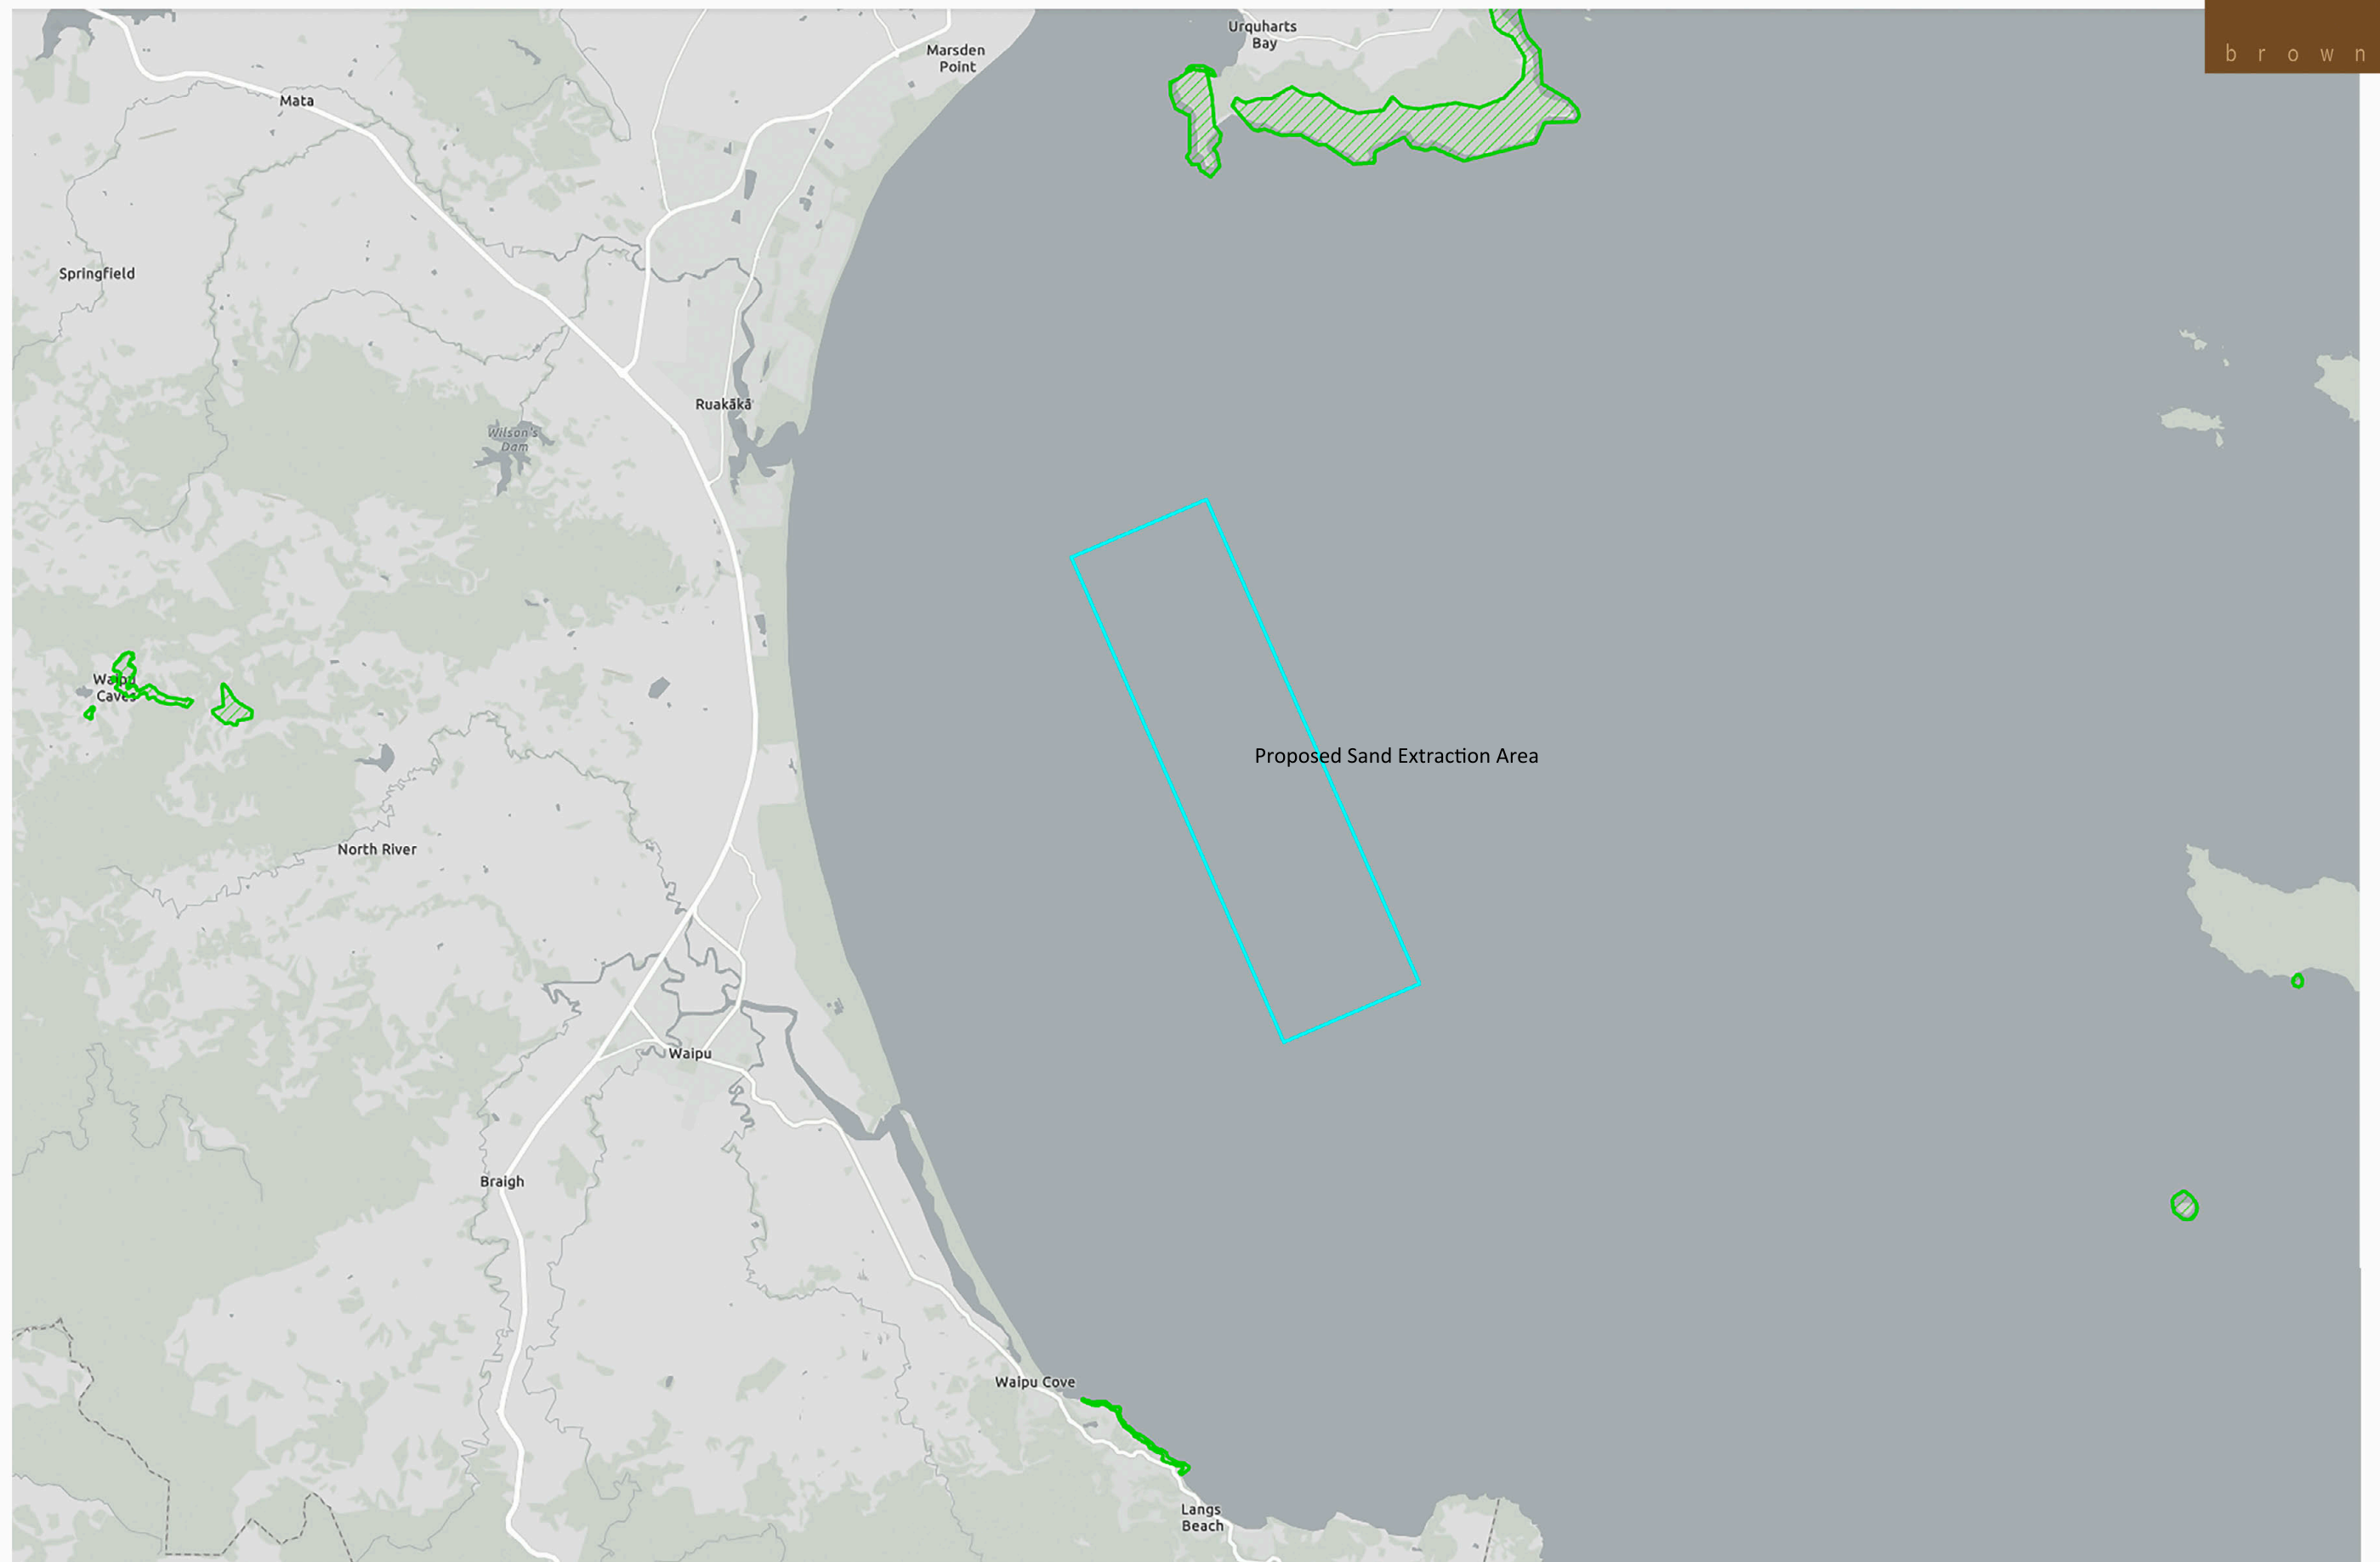 Urquharts
Bay
b r o w n
Marsden
Point
Mata
Springfield
Ruakākā
Wilson's
Dam
Waipu
Caves
Proposed Sand Extraction Area
North River
Waipu
Braigh
Waipu Cove
Langs
Beach